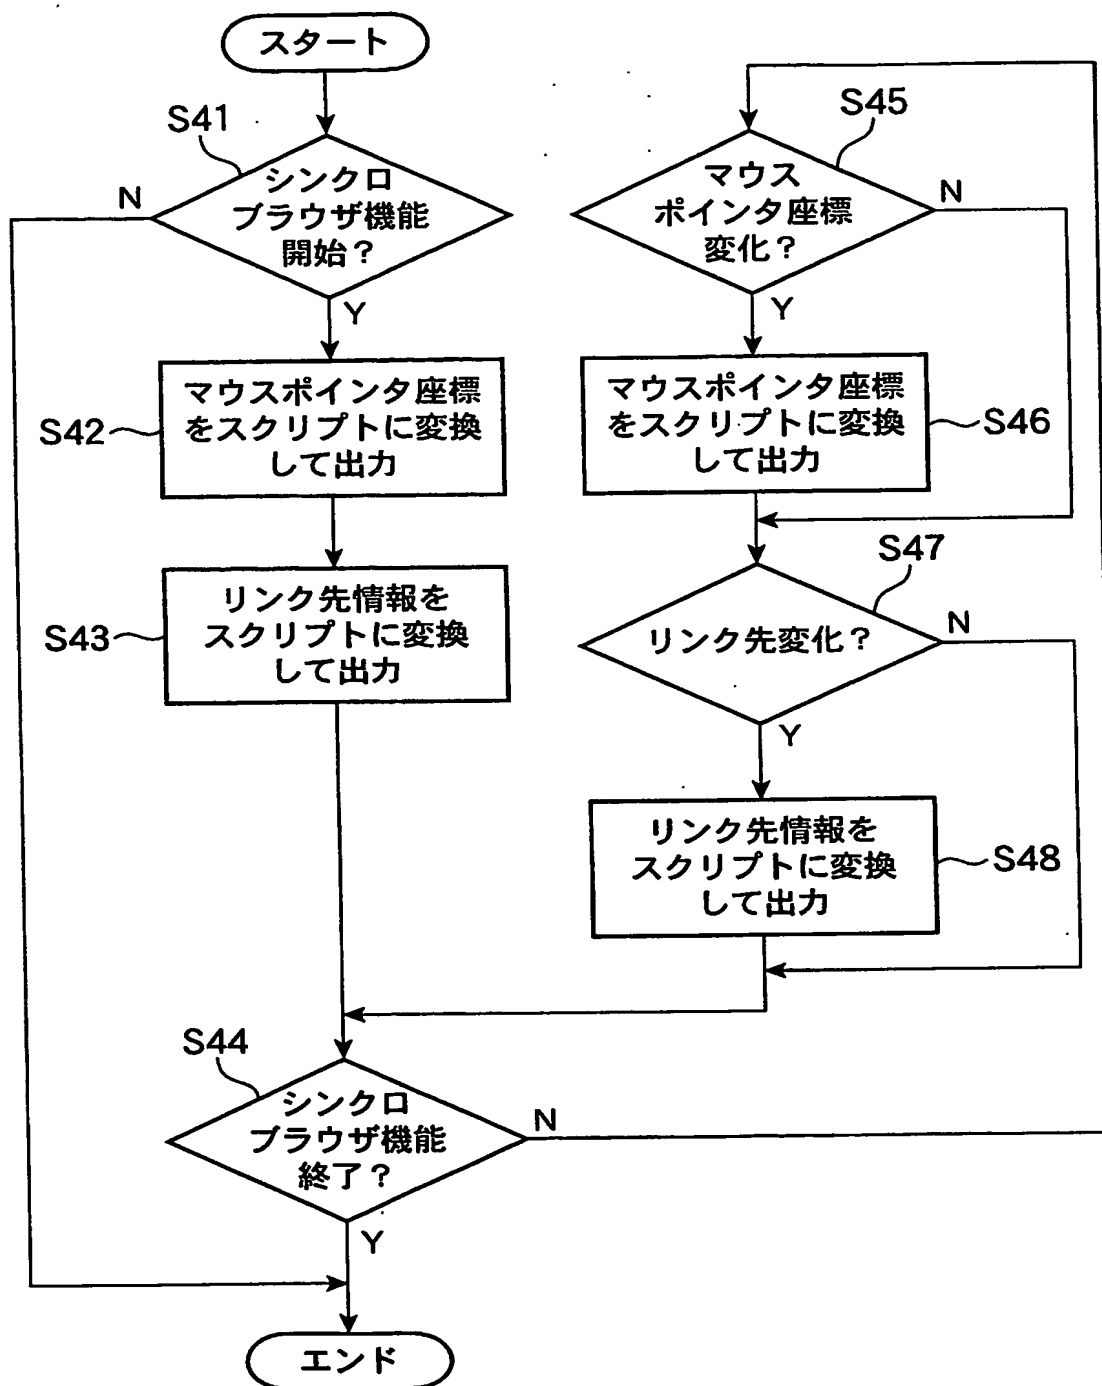 スタート
S41
シンクロ
ブラウザ機能
開始?
N
Y
S42
マウスポインタ座標
をスクリプトに変換
して出力
S43
リンク先情報を
スクリプトに変換
して出力
S44
シンクロ
ブラウザ機能
終了?
N
Y
エンド
S45
マウス
ポインタ座標
変化?
N
Y
マウスポインタ座標
をスクリプトに変換
して出力
S46
S47
リンク先変化?
N
Y
リンク先情報を
スクリプトに変換
して出力
S48